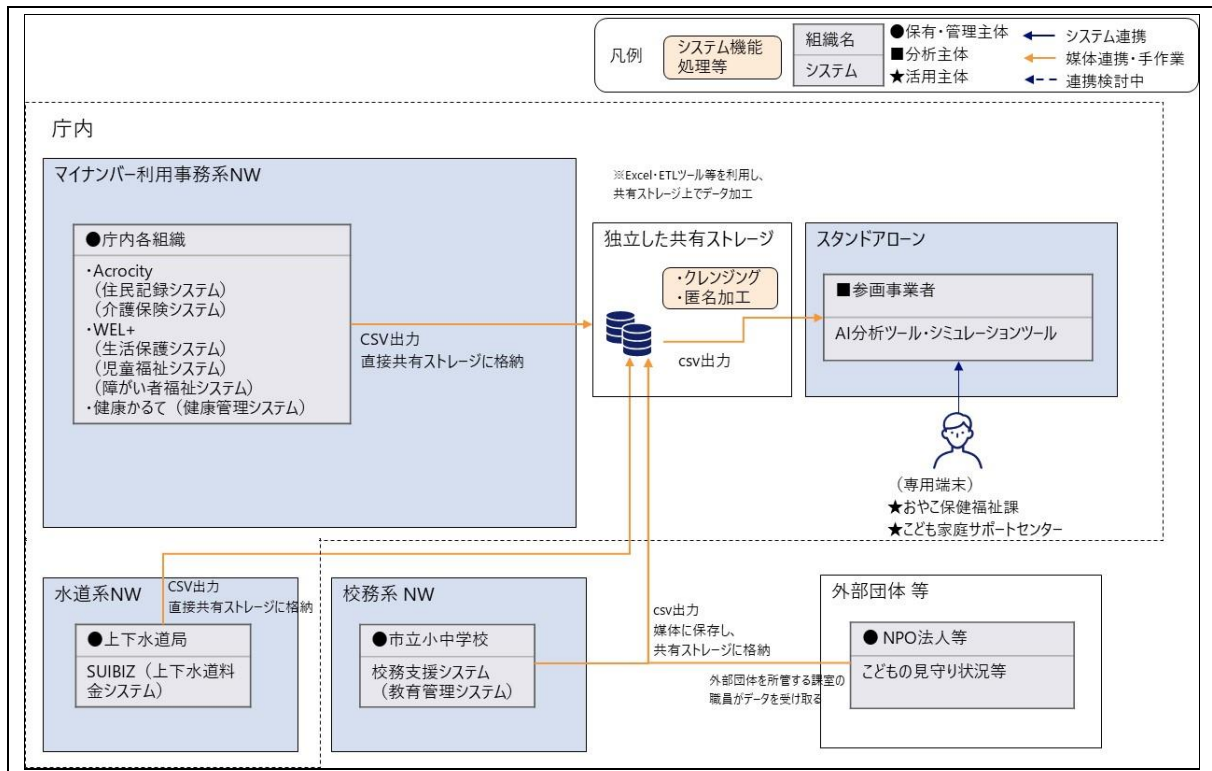 凡例
システム機能
処理等
組織名
システム
●保有・管理主体
■分析主体
★活用主体
システム連携
媒体連携・手作業
連携検討中
庁内
マイナンバー利用事務系NW
●庁内各組織
・Acrocity
（住民記録システム）
（介護保険システム）
・WEL+
（生活保護システム）
（児童福祉システム）
（障がい者福祉システム）
・健康かるて（健康管理システム）
CSV出力
直接共有ストレージに格納
※Excel・ETLツール等を利用し、
共有ストレージ上でデータ加工
独立した共有ストレージ
・クレンジング
・匿名加工
csv出力
スタンドアローン
■参画事業者
AI分析ツール・シミュレーションツール
（専用端末）
★おやこ保健福祉課
★こども家庭サポートセンター
水道系NW
CSV出力
直接共有ストレージに格納
●上下水道局
SUIBIZ（上下水道料
金システム）
校務系 NW
●市立小中学校
校務支援システム
（教育管理システム）
csv出力
媒体に保存し、
共有ストレージに格納
外部団体を所管する課室の
職員がデータを受け取る
外部団体 等
● NPO法人等
こどもの見守り状況等